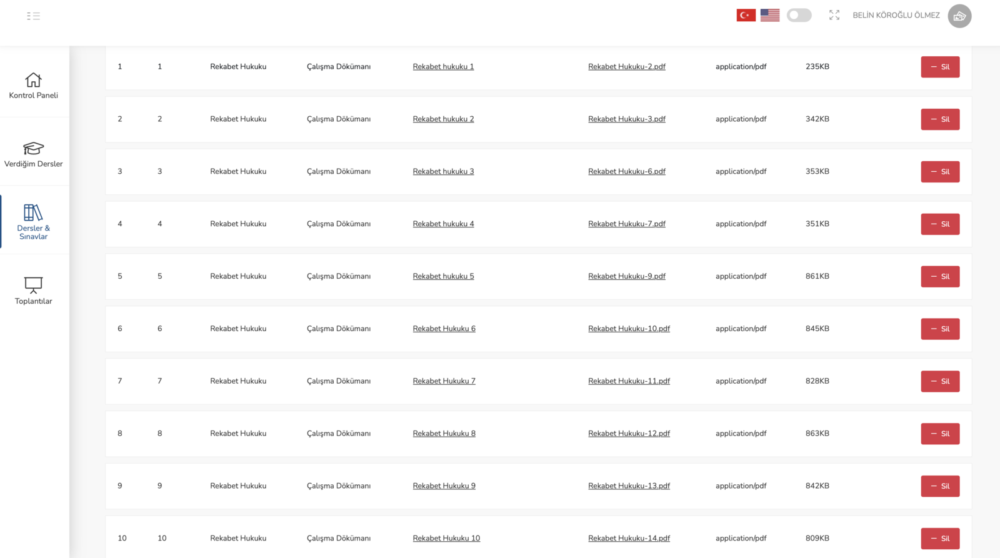 BELİN KÖROĞLU ÖLMEZ
Kontrol Paneli
Verdiğim Dersler
Dersler &
Sınavlar
Toplantılar
1 1 Rekabet Hukuku Çalışma Dökümanı Rekabet hukuku 1 Rekabet Hukuku-2.pdf application/pdf 235KB — Sil
2 2 Rekabet Hukuku Çalışma Dökümanı Rekabet hukuku 2 Rekabet Hukuku-3.pdf application/pdf 342KB — Sil
3 3 Rekabet Hukuku Çalışma Dökümanı Rekabet hukuku 3 Rekabet Hukuku-6.pdf application/pdf 353KB — Sil
4 4 Rekabet Hukuku Çalışma Dökümanı Rekabet hukuku 4 Rekabet Hukuku-7.pdf application/pdf 351KB — Sil
5 5 Rekabet Hukuku Çalışma Dökümanı Rekabet hukuku 5 Rekabet Hukuku-9.pdf application/pdf 861KB — Sil
6 6 Rekabet Hukuku Çalışma Dökümanı Rekabet Hukuku 6 Rekabet Hukuku-10.pdf application/pdf 845KB — Sil
7 7 Rekabet Hukuku Çalışma Dökümanı Rekabet Hukuku 7 Rekabet Hukuku-11.pdf application/pdf 828KB — Sil
8 8 Rekabet Hukuku Çalışma Dökümanı Rekabet Hukuku 8 Rekabet Hukuku-12.pdf application/pdf 863KB — Sil
9 9 Rekabet Hukuku Çalışma Dökümanı Rekabet Hukuku 9 Rekabet Hukuku-13.pdf application/pdf 842KB — Sil
10 10 Rekabet Hukuku Çalışma Dökümanı Rekabet Hukuku 10 Rekabet Hukuku-14.pdf application/pdf 809KB — Sil